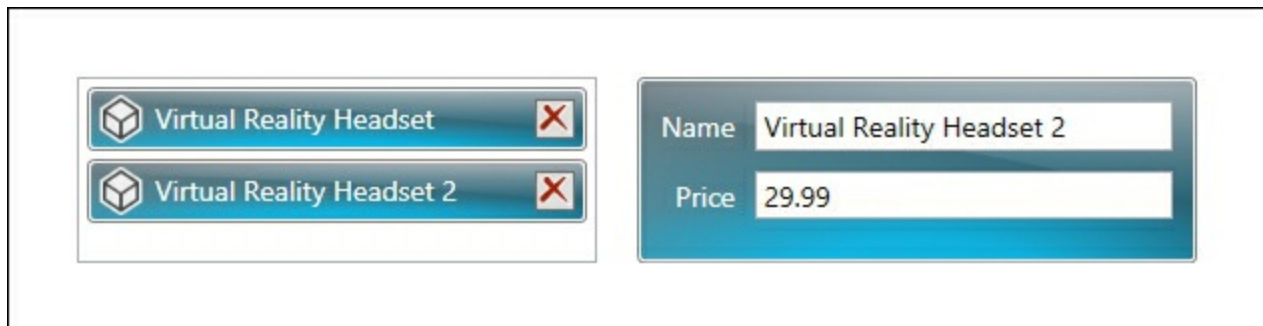 Virtual Reality Headset
Virtual Reality Headset 2
Name Virtual Reality Headset 2
Price 29.99